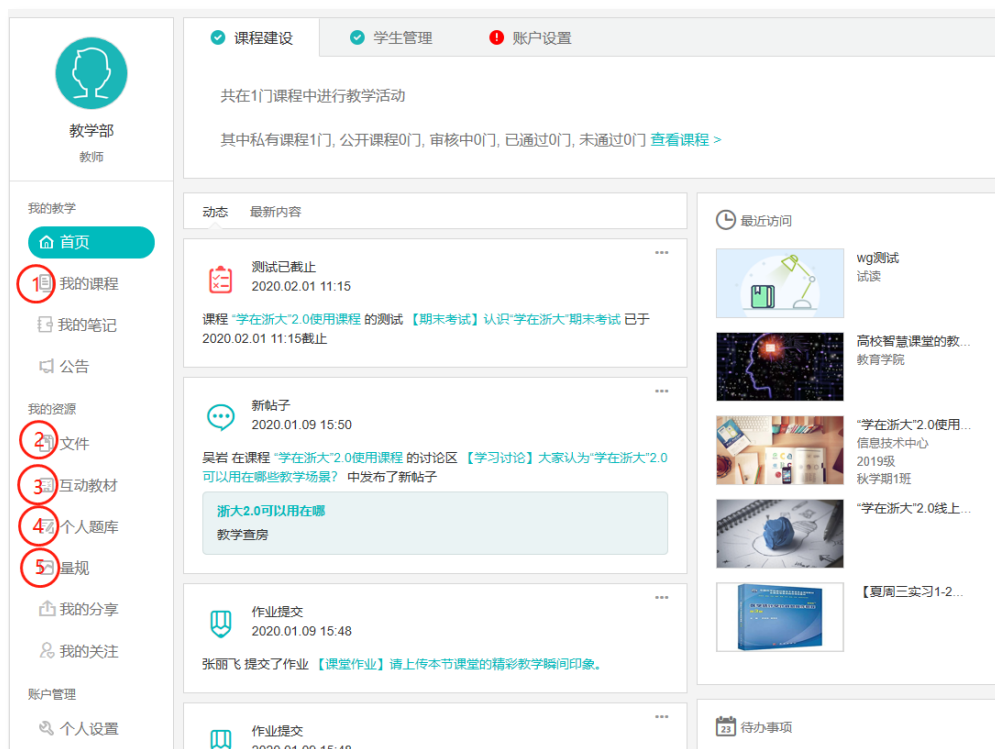 教学部
教师
我的教学
首页
1 我的课程
我的笔记
公告
我的资源
2 文件
3 互动教材
4 个人题库
5 量规
我的分享
我的关注
账户管理
个人设置
课程建设 学生管理 账户设置
共在1门课程中进行教学活动
其中私有课程1门, 公开课程0门, 审核中0门, 已通过0门, 未通过0门 查看课程 >
动态 最新内容
测试已截止
2020.02.01 11:15
课程 “学在浙大”2.0使用课程 的测试 【期末考试】认识“学在浙大”期末考试 已于
2020.02.01 11:15截止
新帖子
2020.01.09 15:50
吴岩 在课程 “学在浙大”2.0使用课程 的讨论区 【学习讨论】大家认为“学在浙大”2.0
可以用在哪些教学场景? 中发布了新帖子
浙大2.0可以用在哪
教学查房
作业提交
2020.01.09 15:48
张丽飞 提交了作业 【课堂作业】请上传本节课堂的精彩教学瞬间印象。
作业提交
2020.01.09 15:48
最近访问
wg测试
试读
高校智慧课堂的教...
教育学院
“学在浙大”2.0使用...
信息技术中心
2019级
秋学期1班
“学在浙大”2.0线上...
【夏周三实习1-2...
23 待办事项